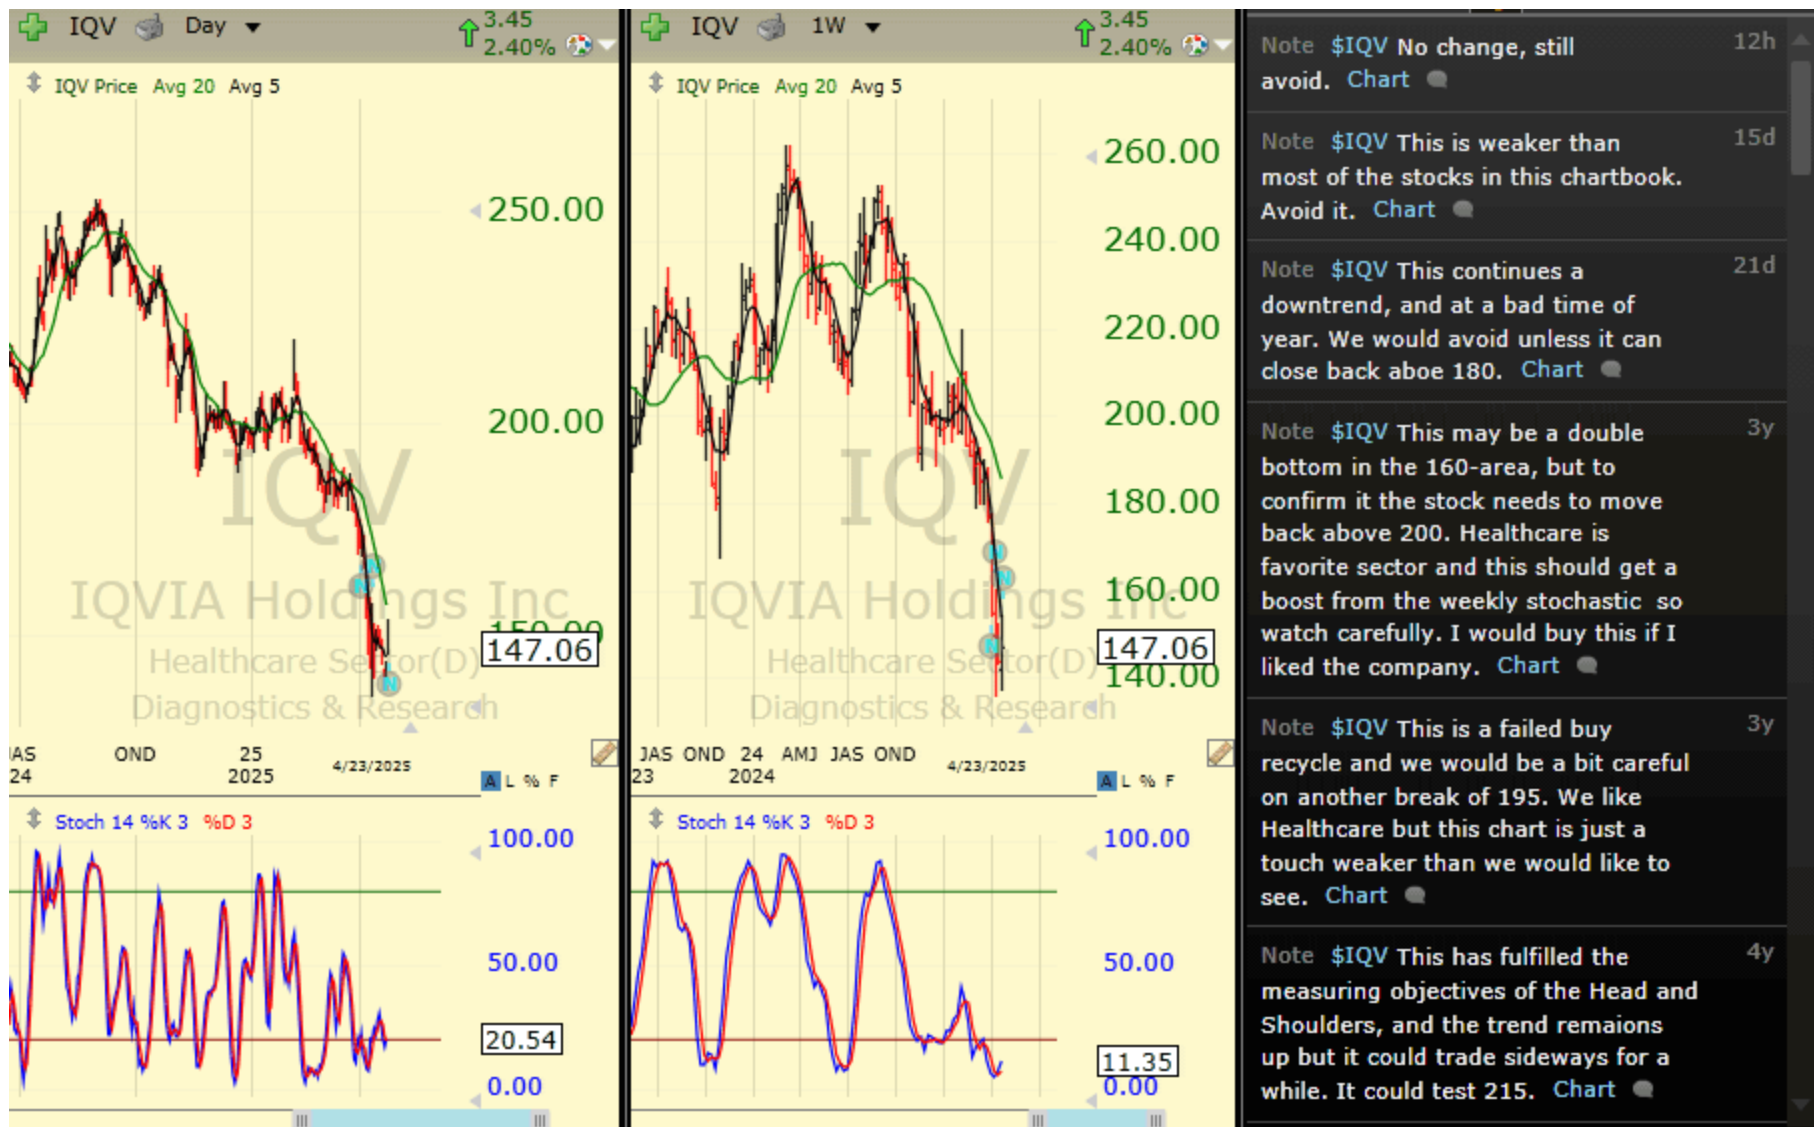 IQV Day 3.45
2.40%
IQV Price Avg 20 Avg 5
250.00
200.00
150.00
147.06
IQV
IQVIA Holdings Inc
Healthcare Sector(D)
Diagnostics & Research
JAS OND 25
24 2025 4/23/2025
A L % F
Stoch 14 %K 3 %D 3
100.00
50.00
20.54
0.00
IQV 1W 3.45
2.40%
IQV Price Avg 20 Avg 5
260.00
240.00
220.00
200.00
180.00
160.00
147.06
140.00
IQV
IQVIA Holdings Inc
Healthcare Sector(D)
Diagnostics & Research
N
N
N
N
N
N
JAS OND 24 AMJ JAS OND
23 2024 4/23/2025
A L % F
Stoch 14 %K 3 %D 3
100.00
50.00
11.35
0.00
Note $IQV No change, still 12h
avoid. Chart
Note $IQV This is weaker than 15d
most of the stocks in this chartbook.
Avoid it. Chart
Note $IQV This continues a 21d
downtrend, and at a bad time of
year. We would avoid unless it can
close back aboe 180. Chart
Note $IQV This may be a double 3y
bottom in the 160-area, but to
confirm it the stock needs to move
back above 200. Healthcare is
favorite sector and this should get a
boost from the weekly stochastic so
watch carefully. I would buy this if I
liked the company. Chart
Note $IQV This is a failed buy 3y
recycle and we would be a bit careful
on another break of 195. We like
Healthcare but this chart is just a
touch weaker than we would like to
see. Chart
Note $IQV This has fulfilled the 4y
measuring objectives of the Head and
Shoulders, and the trend remaions
up but it could trade sideways for a
while. It could test 215. Chart